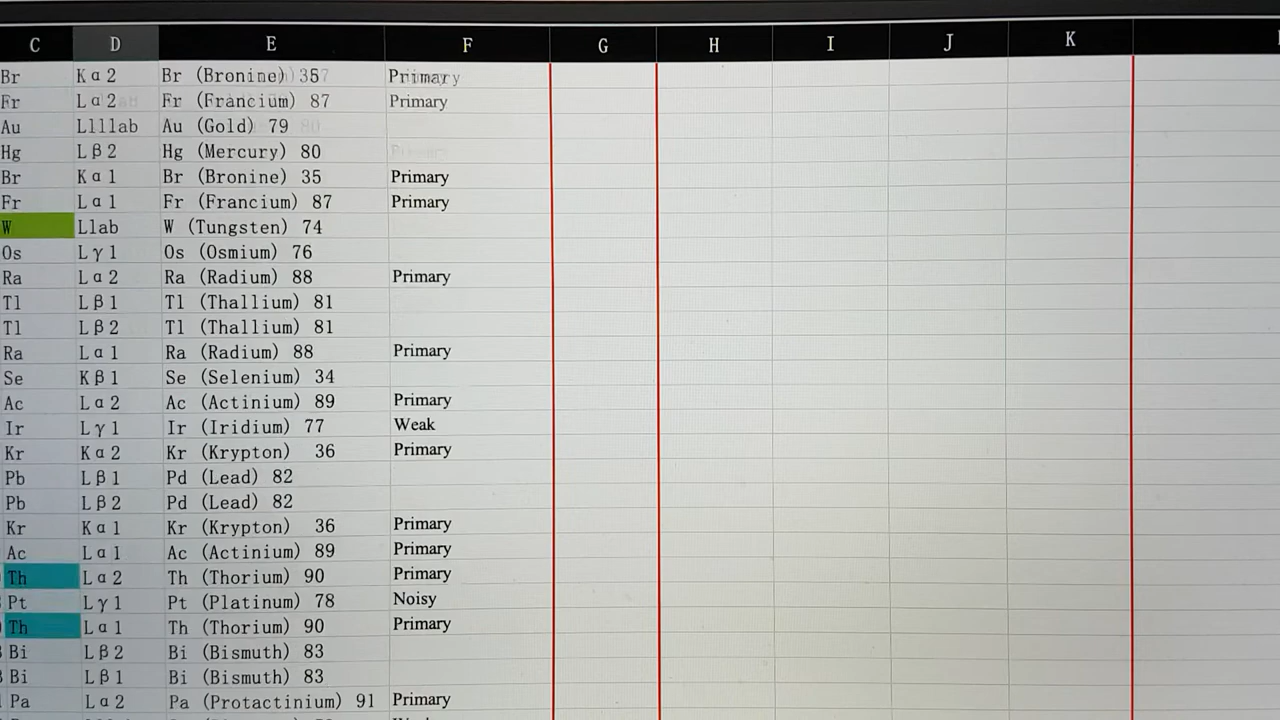 C D E F G H I J K
Br Kα2 Br (Bronine) 35 Primary
Fr Lα2 Fr (Francium) 87 Primary
Au Llllab Au (Gold) 79
Hg Lβ2 Hg (Mercury) 80
Br Kα1 Br (Bronine) 35 Primary
Fr Lα1 Fr (Francium) 87 Primary
W Llab W (Tungsten) 74
Os Lγ1 Os (Osmium) 76
Ra Lα2 Ra (Radium) 88 Primary
Tl Lβ1 Tl (Thallium) 81
Tl Lβ2 Tl (Thallium) 81
Ra Lα1 Ra (Radium) 88 Primary
Se Kβ1 Se (Selenium) 34
Ac Lα2 Ac (Actinium) 89 Primary
Ir Lγ1 Ir (Iridium) 77 Weak
Kr Kα2 Kr (Krypton) 36 Primary
Pb Lβ1 Pd (Lead) 82
Pb Lβ2 Pd (Lead) 82
Kr Kα1 Kr (Krypton) 36 Primary
Ac Lα1 Ac (Actinium) 89 Primary
Th Lα2 Th (Thorium) 90 Primary
Pt Lγ1 Pt (Platinum) 78 Noisy
Th Lα1 Th (Thorium) 90 Primary
Bi Lβ2 Bi (Bismuth) 83
Bi Lβ1 Bi (Bismuth) 83
Pa Lα2 Pa (Protactinium) 91 Primary